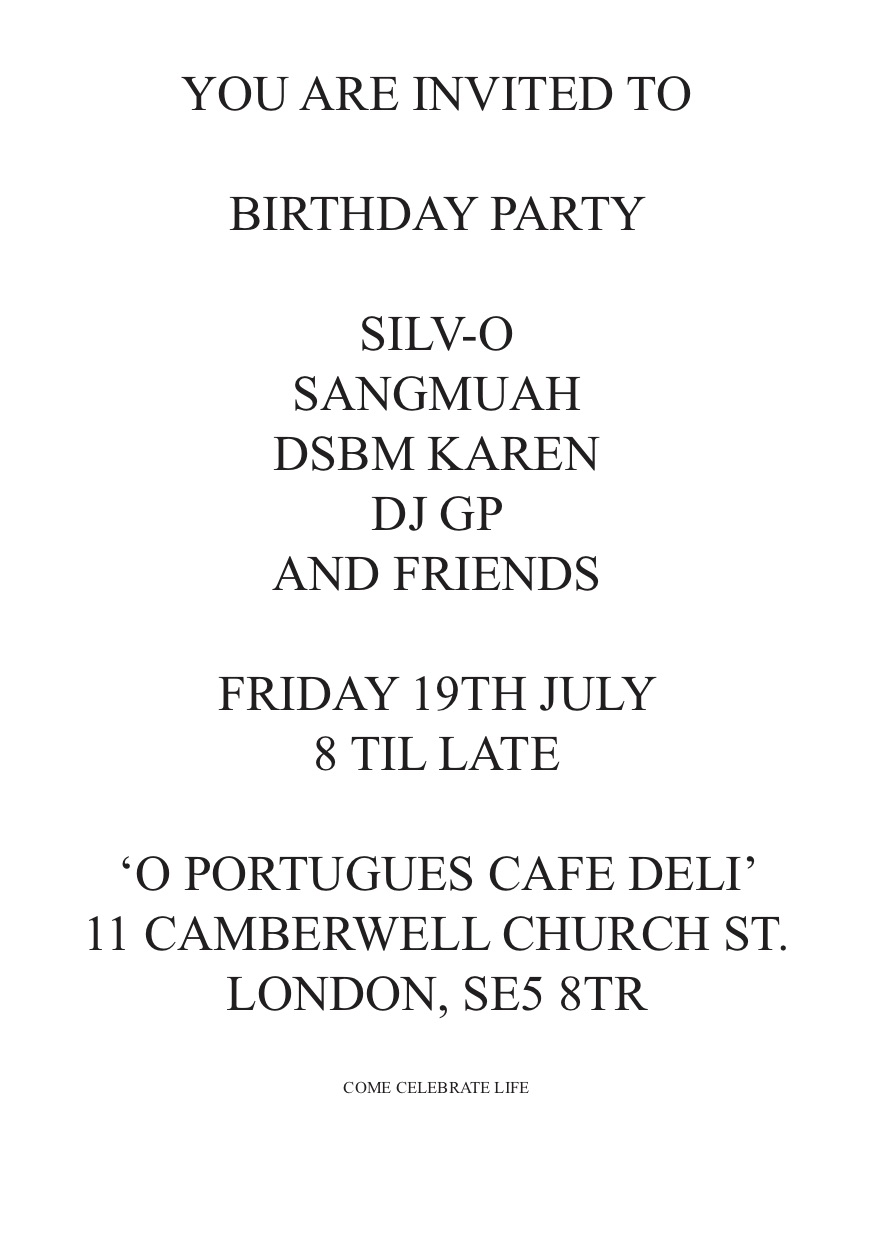 YOU ARE INVITED TO
BIRTHDAY PARTY
SILV-O
SANGMUAH
DSBM KAREN
DJ GP
AND FRIENDS
FRIDAY 19TH JULY
8 TIL LATE
‘O PORTUGUES CAFE DELI’
11 CAMBERWELL CHURCH ST.
LONDON, SE5 8TR
COME CELEBRATE LIFE